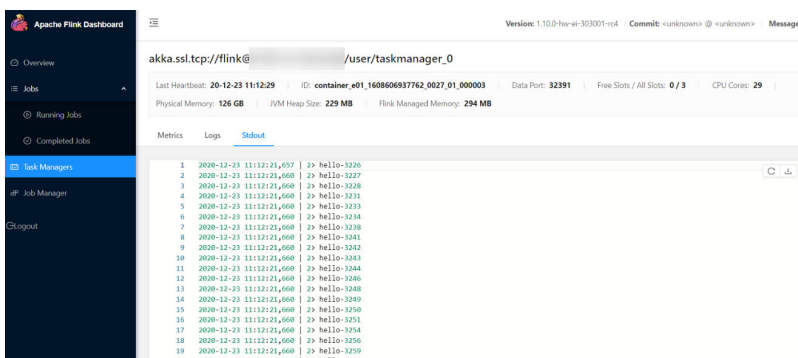 Apache Flink Dashboard
Version: 1.10.0-hw-ei-303001-rc4 Commit: <unknown> @ <unknown> Message
Overview
Jobs
Running Jobs
Completed Jobs
Task Managers
Job Manager
Logout
akka.ssl.tcp://flink@ /user/taskmanager_0
Last Heartbeat: 20-12-23 11:12:29 ID: container_e01_1608606937762_0027_01_000003 Data Port: 32391 Free Slots / All Slots: 0 / 3 CPU Cores: 29
Physical Memory: 126 GB JVM Heap Size: 229 MB Flink Managed Memory: 294 MB
Metrics Logs Stdout
1 2020-12-23 11:12:21,657 | 2> hello-3226
2 2020-12-23 11:12:21,660 | 2> hello-3227
3 2020-12-23 11:12:21,660 | 2> hello-3228
4 2020-12-23 11:12:21,660 | 2> hello-3231
5 2020-12-23 11:12:21,660 | 2> hello-3233
6 2020-12-23 11:12:21,660 | 2> hello-3234
7 2020-12-23 11:12:21,660 | 2> hello-3238
8 2020-12-23 11:12:21,660 | 2> hello-3241
9 2020-12-23 11:12:21,660 | 2> hello-3242
10 2020-12-23 11:12:21,660 | 2> hello-3243
11 2020-12-23 11:12:21,660 | 2> hello-3244
12 2020-12-23 11:12:21,660 | 2> hello-3246
13 2020-12-23 11:12:21,660 | 2> hello-3248
14 2020-12-23 11:12:21,660 | 2> hello-3249
15 2020-12-23 11:12:21,660 | 2> hello-3250
16 2020-12-23 11:12:21,660 | 2> hello-3251
17 2020-12-23 11:12:21,660 | 2> hello-3254
18 2020-12-23 11:12:21,660 | 2> hello-3256
19 2020-12-23 11:12:21,660 | 2> hello-3259